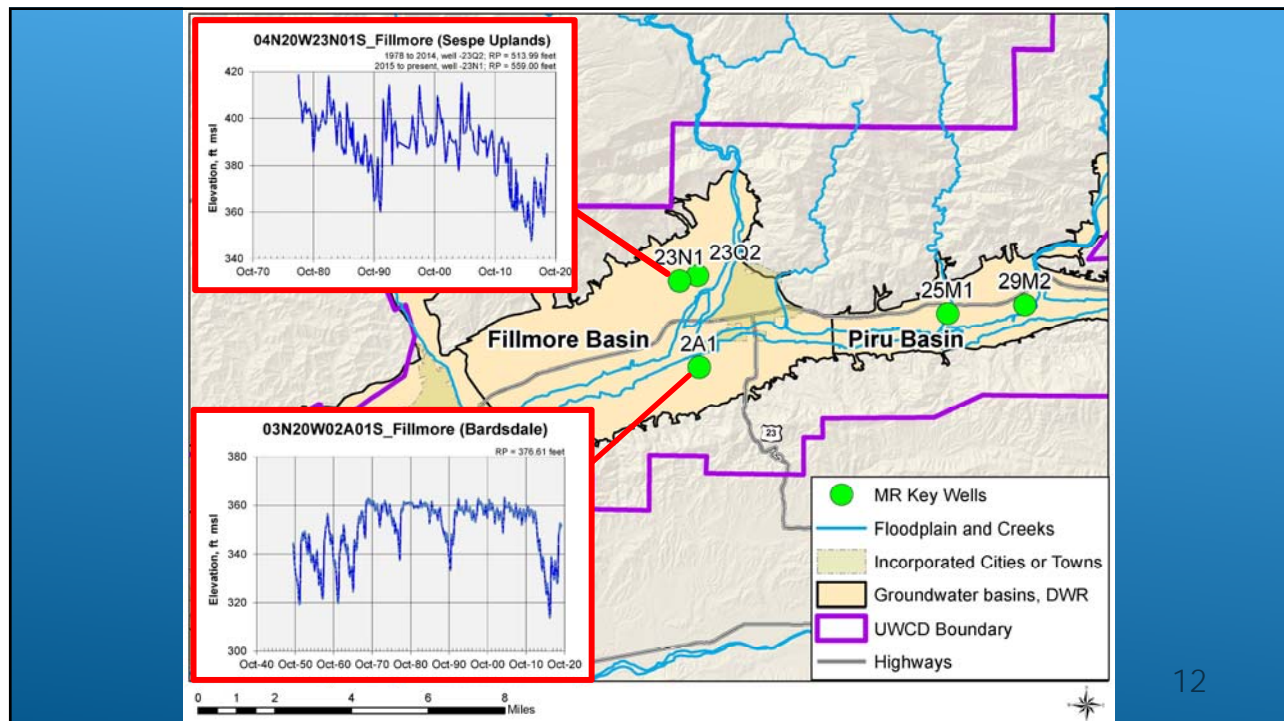 04N20W23N01S_Fillmore (Sespe Uplands)
1978 to 2014, well -23Q2; RP = 513.99 feet
2015 to present, well -23N1; RP = 559.00 feet
Elevation, ft msl
420
400
380
360
340
Oct-70 Oct-80 Oct-90 Oct-00 Oct-10 Oct-20
23N1 23Q2
25M1 29M2
Fillmore Basin 2A1 Piru Basin
03N20W02A01S_Fillmore (Bardsdale)
RP = 376.61 feet
Elevation, ft msl
380
360
340
320
300
Oct-40 Oct-50 Oct-60 Oct-70 Oct-80 Oct-90 Oct-00 Oct-10 Oct-20
23
MR Key Wells
Floodplain and Creeks
Incorporated Cities or Towns
Groundwater basins, DWR
UWCD Boundary
Highways
0 1 2 4 6 8
Miles
12